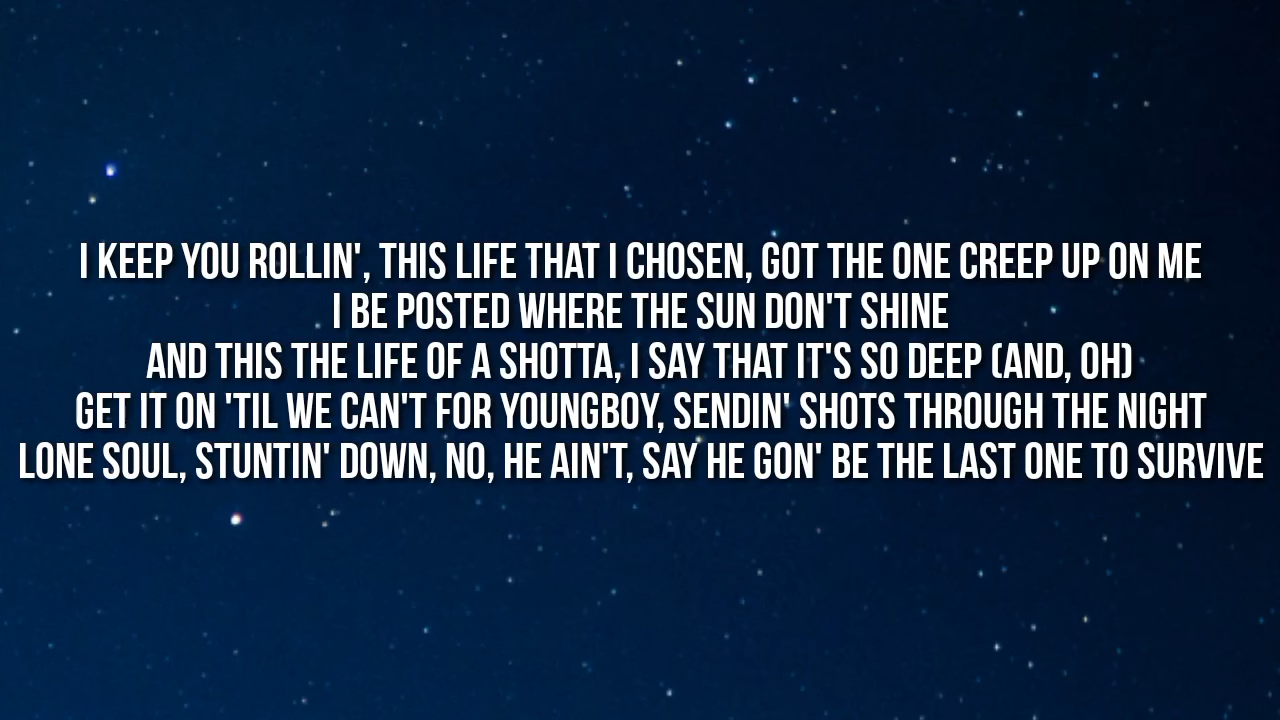 I KEEP YOU ROLLIN', THIS LIFE THAT I CHOSEN, GOT THE ONE CREEP UP ON ME
I BE POSTED WHERE THE SUN DON'T SHINE
AND THIS THE LIFE OF A SHOTTA, I SAY THAT IT'S SO DEEP (AND, OH)
GET IT ON 'TIL WE CAN'T FOR YOUNGBOY, SENDIN' SHOTS THROUGH THE NIGHT
LONE SOUL, STUNTIN' DOWN, NO, HE AIN'T, SAY HE GON' BE THE LAST ONE TO SURVIVE